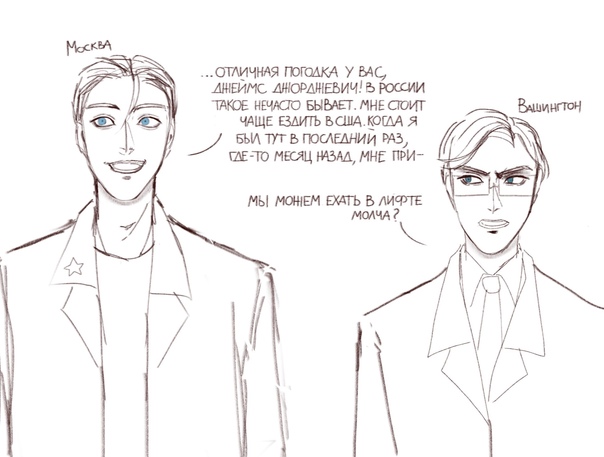 Москва
...ОТЛИЧНАЯ ПОГОДКА У ВАС,
ДЖЕЙМС ДЖОРДЖЕВИЧ! В РОССИИ
ТАКОЕ НЕЧАСТО БЫВАЕТ. МНЕ СТОИТ
ЧАЩЕ ЕЗДИТЬ В США. КОГДА Я
БЫЛ ТУТ В ПОСЛЕДНИЙ РАЗ,
ГДЕ-ТО МЕСЯЦ НАЗАД, МНЕ ПРИ-
Вашингтон
МЫ МОЖЕМ ЕХАТЬ В ЛИФТЕ
МОЛЧА?